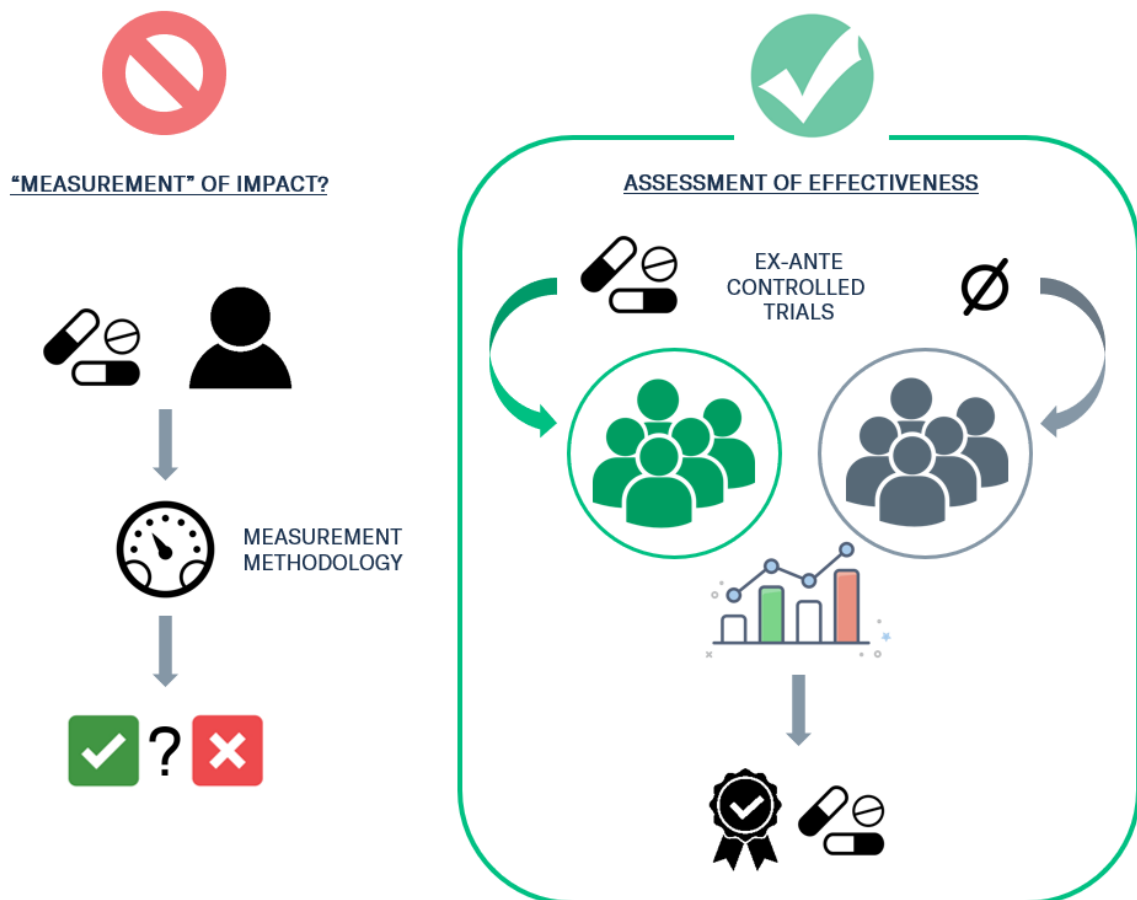 "MEASUREMENT" OF IMPACT?
MEASUREMENT
METHODOLOGY
?
ASSESSMENT OF EFFECTIVENESS
EX-ANTE
CONTROLLED
TRIALS
Ø